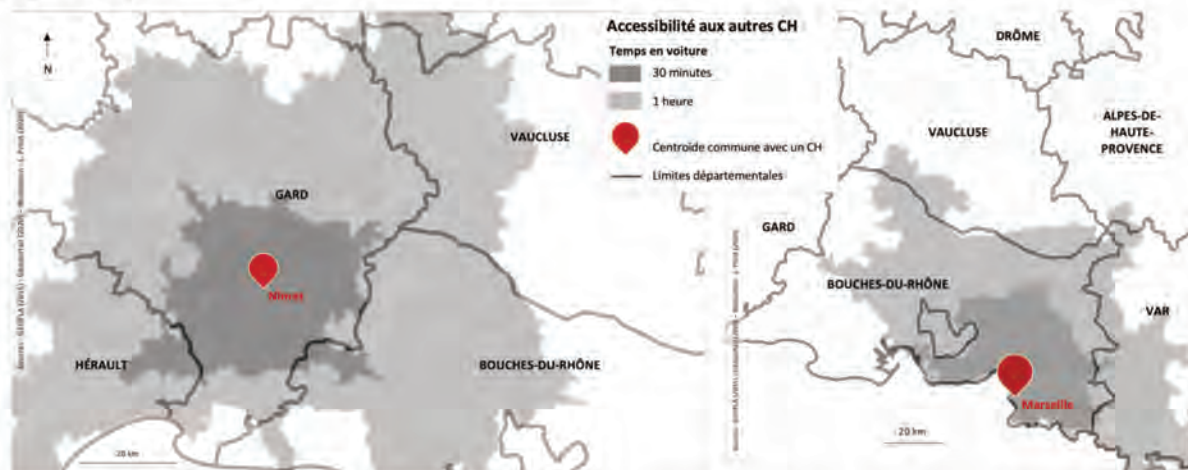 N
GARD
VAUCLUSE
Nîmes
HÉRAULT
BOUCHES-DU-RHÔNE
20 km
Accessibilité aux autres CH
Temps en voiture
30 minutes
1 heure
Centroïde commune avec un CH
Limites départementales
DRÔME
VAUCLUSE
ALPES-DE-
HAUTE-
PROVENCE
GARD
BOUCHES-DU-RHÔNE
VAR
Marseille
20 km